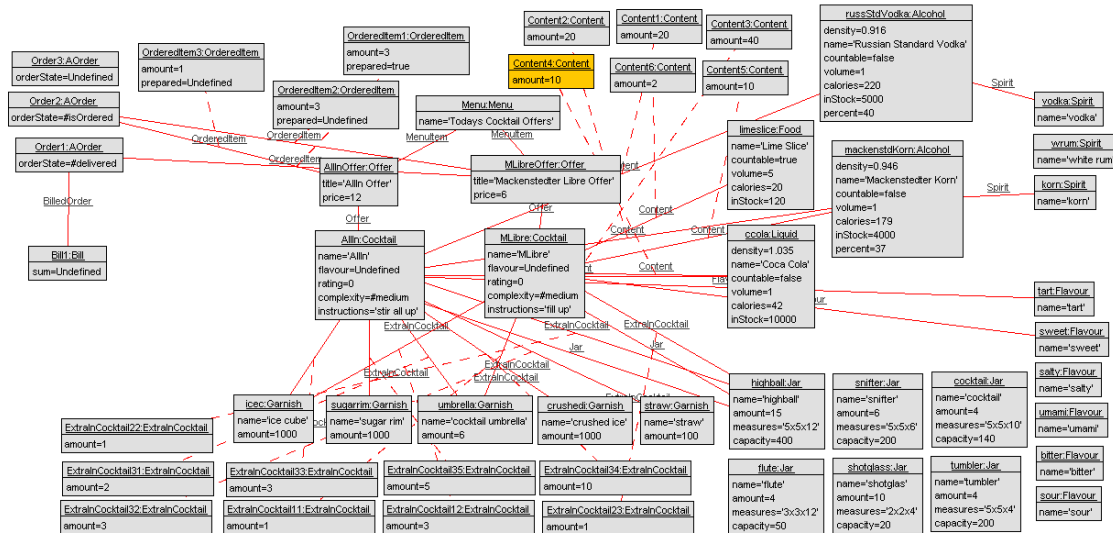 Content2:Content
amount=20
Content1:Content
amount=20
Content3:Content
amount=40
russStdVodka:Alcohol
density=0.916
name='Russian Standard Vodka'
countable=false
volume=1
calories=220
inStock=5000
percent=40
OrderedItem3:OrderedItem
amount=1
prepared=Undefined
OrderedItem1:OrderedItem
amount=3
prepared=true
Order3:AOrder
orderState=Undefined
Content4:Content
amount=10
Content6:Content
amount=2
Content5:Content
amount=10
Spirit
vodka:Spirit
name='vodka'
OrderedItem2:OrderedItem
amount=3
prepared=Undefined
Order2:AOrder
orderState=#isOrdered
Menu:Menu
name='Todays Cocktail Offers'
OrderedItem
MenuItem
MenuItem
OrderedItem
limeslice:Food
name='Lime Slice'
countable=true
volume=5
calories=20
inStock=120
wrum:Spirit
name='white rum'
Order1:AOrder
orderState=#delivered
mackenstdKorn:Alcohol
density=0.946
name='Mackenstedter Korn'
countable=false
volume=1
calories=179
inStock=4000
percent=37
AllInOffer:Offer
title='AllIn Offer'
price=12
MLibreOffer:Offer
title='Mackenstedter Libre Offer'
price=6
Spirit
korn:Spirit
name='korn'
BilledOrder
Offer
Offer
Content
Content
Content
Content
Bill1:Bill
sum=Undefined
AllIn:Cocktail
name='AllIn'
flavour=Undefined
rating=0
complexity=#medium
instructions='stir all up'
MLibre:Cocktail
name='MLibre'
flavour=Undefined
rating=0
complexity=#medium
instructions='fill up'
ccola:Liquid
density=1.035
name='Coca Cola'
countable=false
volume=1
calories=42
inStock=10000
tart:Flavour
name='tart'
sweet:Flavour
name='sweet'
ExtraInCocktail
ExtraInCocktail
ExtraInCocktail
Jar
Jar
ExtraInCocktail
ExtraInCocktail
salty:Flavour
name='salty'
umami:Flavour
name='umami'
bitter:Flavour
name='bitter'
sour:Flavour
name='sour'
icec:Garnish
name='ice cube'
amount=1000
sugarrim:Garnish
name='sugar rim'
amount=1000
umbrella:Garnish
name='cocktail umbrella'
amount=6
crushedi:Garnish
name='crushed ice'
amount=1000
straw:Garnish
name='straw'
amount=100
highball:Jar
name='highball'
amount=15
measures='5x5x12'
capacity=400
snifter:Jar
name='snifter'
amount=6
measures='5x5x6'
capacity=200
cocktail:Jar
name='cocktail'
amount=4
measures='5x5x10'
capacity=140
ExtraInCocktail22:ExtraInCocktail
amount=1
ExtraInCocktail31:ExtraInCocktail
amount=2
ExtraInCocktail33:ExtraInCocktail
amount=3
ExtraInCocktail35:ExtraInCocktail
amount=5
ExtraInCocktail34:ExtraInCocktail
amount=10
flute:Jar
name='flute'
amount=4
measures='3x3x12'
capacity=50
shotglass:Jar
name='shotglas'
amount=10
measures='2x2x4'
capacity=20
tumbler:Jar
name='tumbler'
amount=4
measures='5x5x4'
capacity=200
ExtraInCocktail32:ExtraInCocktail
amount=3
ExtraInCocktail11:ExtraInCocktail
amount=1
ExtraInCocktail12:ExtraInCocktail
amount=3
ExtraInCocktail23:ExtraInCocktail
amount=1